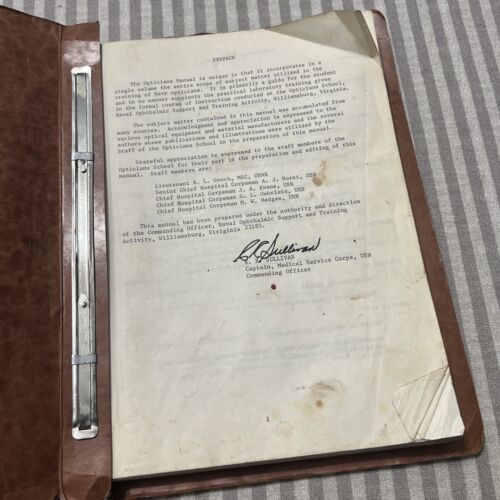 PREFACE
The Opticians Manual is unique in that it incorporates in a
single volume the entire scope of subject matter utilized in the
training of Navy opticians. It is primarily a guide for the student
and in no manner supplants the practical laboratory training given
in the formal course of instruction conducted at the Opticians School,
Naval Ophthalmic Support and Training Activity, Williamsburg, Virginia.
The subject matter contained in this manual was accumulated from
many sources. Acknowledgment and appreciation is expressed to the
various optical equipment and material manufacturers and the several
authors whose publications and illustrations were utilized by the
Staff of the Opticians School in the preparation of this manual.
Grateful appreciation is expressed to the staff members of the
Opticians School for their part in the preparation and editing of this
manual. Staff members are:
Lieutenant R. L. Gooch, MSC, USNR
Senior Chief Hospital Corpsman A. J. Hurst, USN
Chief Hospital Corpsman J. A. Evans, USN
Chief Hospital Corpsman G. L. Oehrlein, USN
Chief Hospital Corpsman M. W. Hedges, USN
This manual has been prepared under the authority and direction
of the Commanding Officer, Naval Ophthalmic Support and Training
Activity, Williamsburg, Viriginia 23185.
SULLIVAN
Captain, Medical Service Corps, USN
Commanding Officer
i